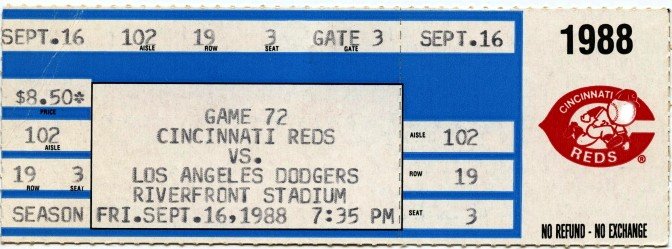 SEPT.16 102 19 3 GATE 3 SEPT.16
AISLE ROW SEAT GATE
$8.50*
PRICE
102
AISLE
19 3
ROW SEAT
SEASON
GAME 72
CINCINNATI REDS
VS.
LOS ANGELES DODGERS
RIVERFRONT STADIUM
FRI.SEPT.16,1988 7:35 PM
AISLE 102
ROW 19
SEAT 3
1988
CINCINNATI
REDS
NO REFUND - NO EXCHANGE